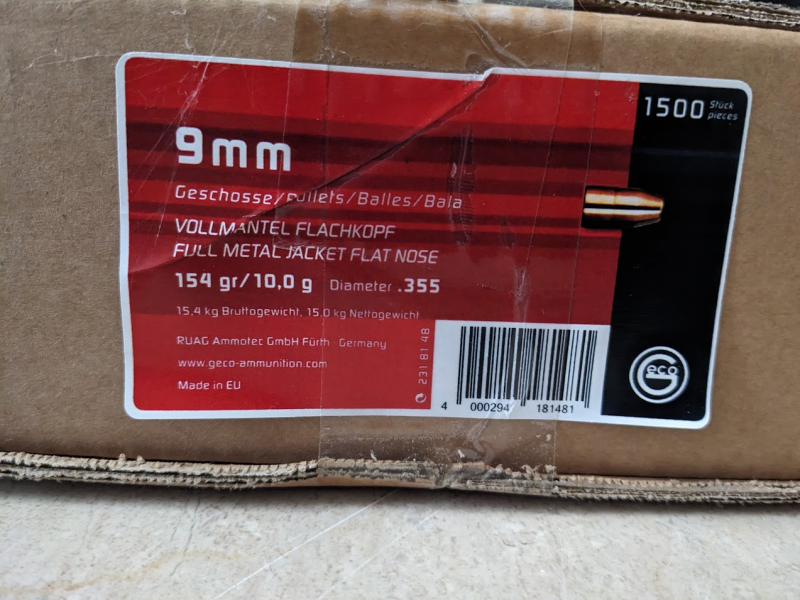 9mm
Geschosse/Bullets/Balles/Bala
VOLLMANTEL FLACHKOPF
FULL METAL JACKET FLAT NOSE
154 gr/10,0 g Diameter .355
15,4 kg Bruttogewicht, 15,0 kg Nettogewicht
RUAG Ammotec GmbH Fürth Germany
www.geco-ammunition.com
Made in EU
231 81 48
4 000294 181481
1500 Stück
pieces
Geco